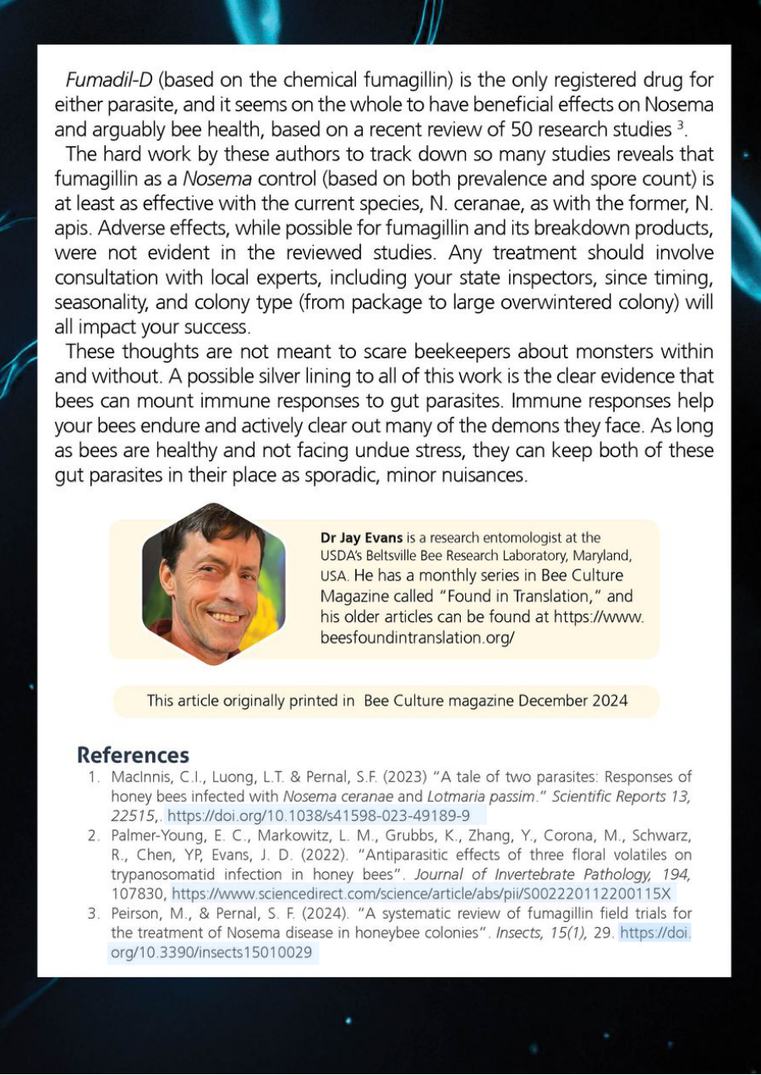 Fumadil-D (based on the chemical fumagillin) is the only registered drug for
either parasite, and it seems on the whole to have beneficial effects on Nosema
and arguably bee health, based on a recent review of 50 research studies ³.
The hard work by these authors to track down so many studies reveals that
fumagillin as a Nosema control (based on both prevalence and spore count) is
at least as effective with the current species, N. ceranae, as with the former, N.
apis. Adverse effects, while possible for fumagillin and its breakdown products,
were not evident in the reviewed studies. Any treatment should involve
consultation with local experts, including your state inspectors, since timing,
seasonality, and colony type (from package to large overwintered colony) will
all impact your success.
These thoughts are not meant to scare beekeepers about monsters within
and without. A possible silver lining to all of this work is the clear evidence that
bees can mount immune responses to gut parasites. Immune responses help
your bees endure and actively clear out many of the demons they face. As long
as bees are healthy and not facing undue stress, they can keep both of these
gut parasites in their place as sporadic, minor nuisances.
Dr Jay Evans is a research entomologist at the
USDA's Beltsville Bee Research Laboratory, Maryland,
USA. He has a monthly series in Bee Culture
Magazine called "Found in Translation," and
his older articles can be found at https://www.
beesfoundintranslation.org/
This article originally printed in Bee Culture magazine December 2024
References
1. MacInnis, C.I., Luong, L.T. & Pernal, S.F. (2023) "A tale of two parasites: Responses of
honey bees infected with Nosema ceranae and Lotmaria passim." Scientific Reports 13,
22515,. https://doi.org/10.1038/s41598-023-49189-9
2. Palmer-Young, E. C., Markowitz, L. M., Grubbs, K., Zhang, Y., Corona, M., Schwarz,
R., Chen, YP, Evans, J. D. (2022). "Antiparasitic effects of three floral volatiles on
trypanosomatid infection in honey bees". Journal of Invertebrate Pathology, 194,
107830, https://www.sciencedirect.com/science/article/abs/pii/S002220112200115X
3. Peirson, M., & Pernal, S. F. (2024). "A systematic review of fumagillin field trials for
the treatment of Nosema disease in honeybee colonies". Insects, 15(1), 29. https://doi.
org/10.3390/insects15010029